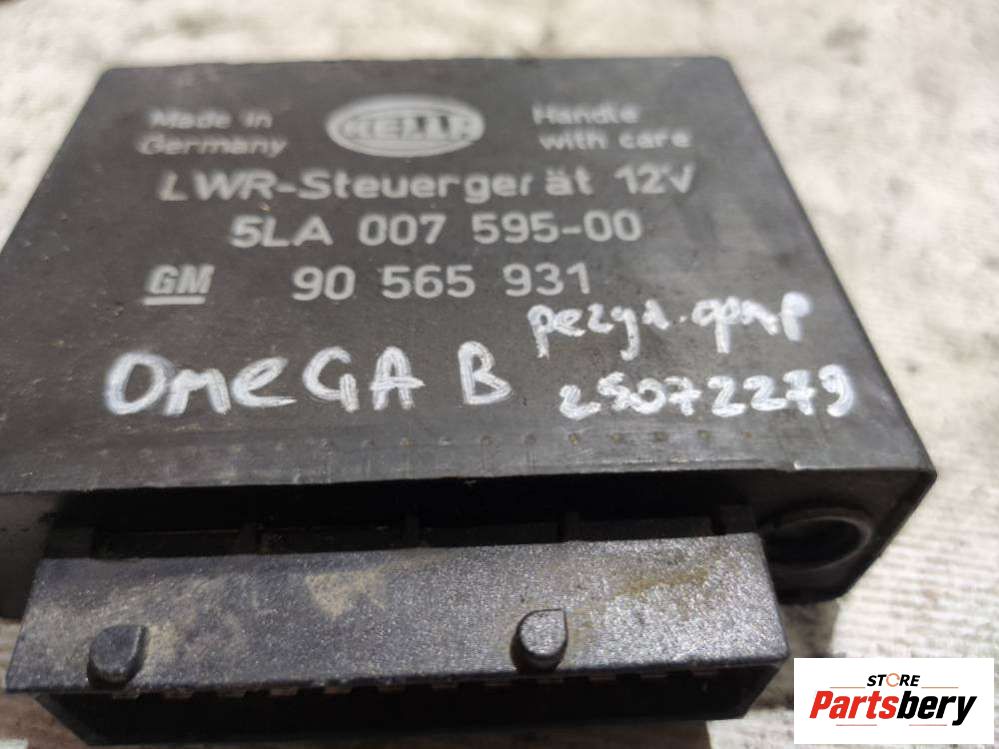 Made in
Germany
HELLA
Handle
with care
LWR-Steuergerät 12V
5LA 007 595-00
GM 90 565 931
OMeGA B
регул. фар
25072279
STORE
Partsbery